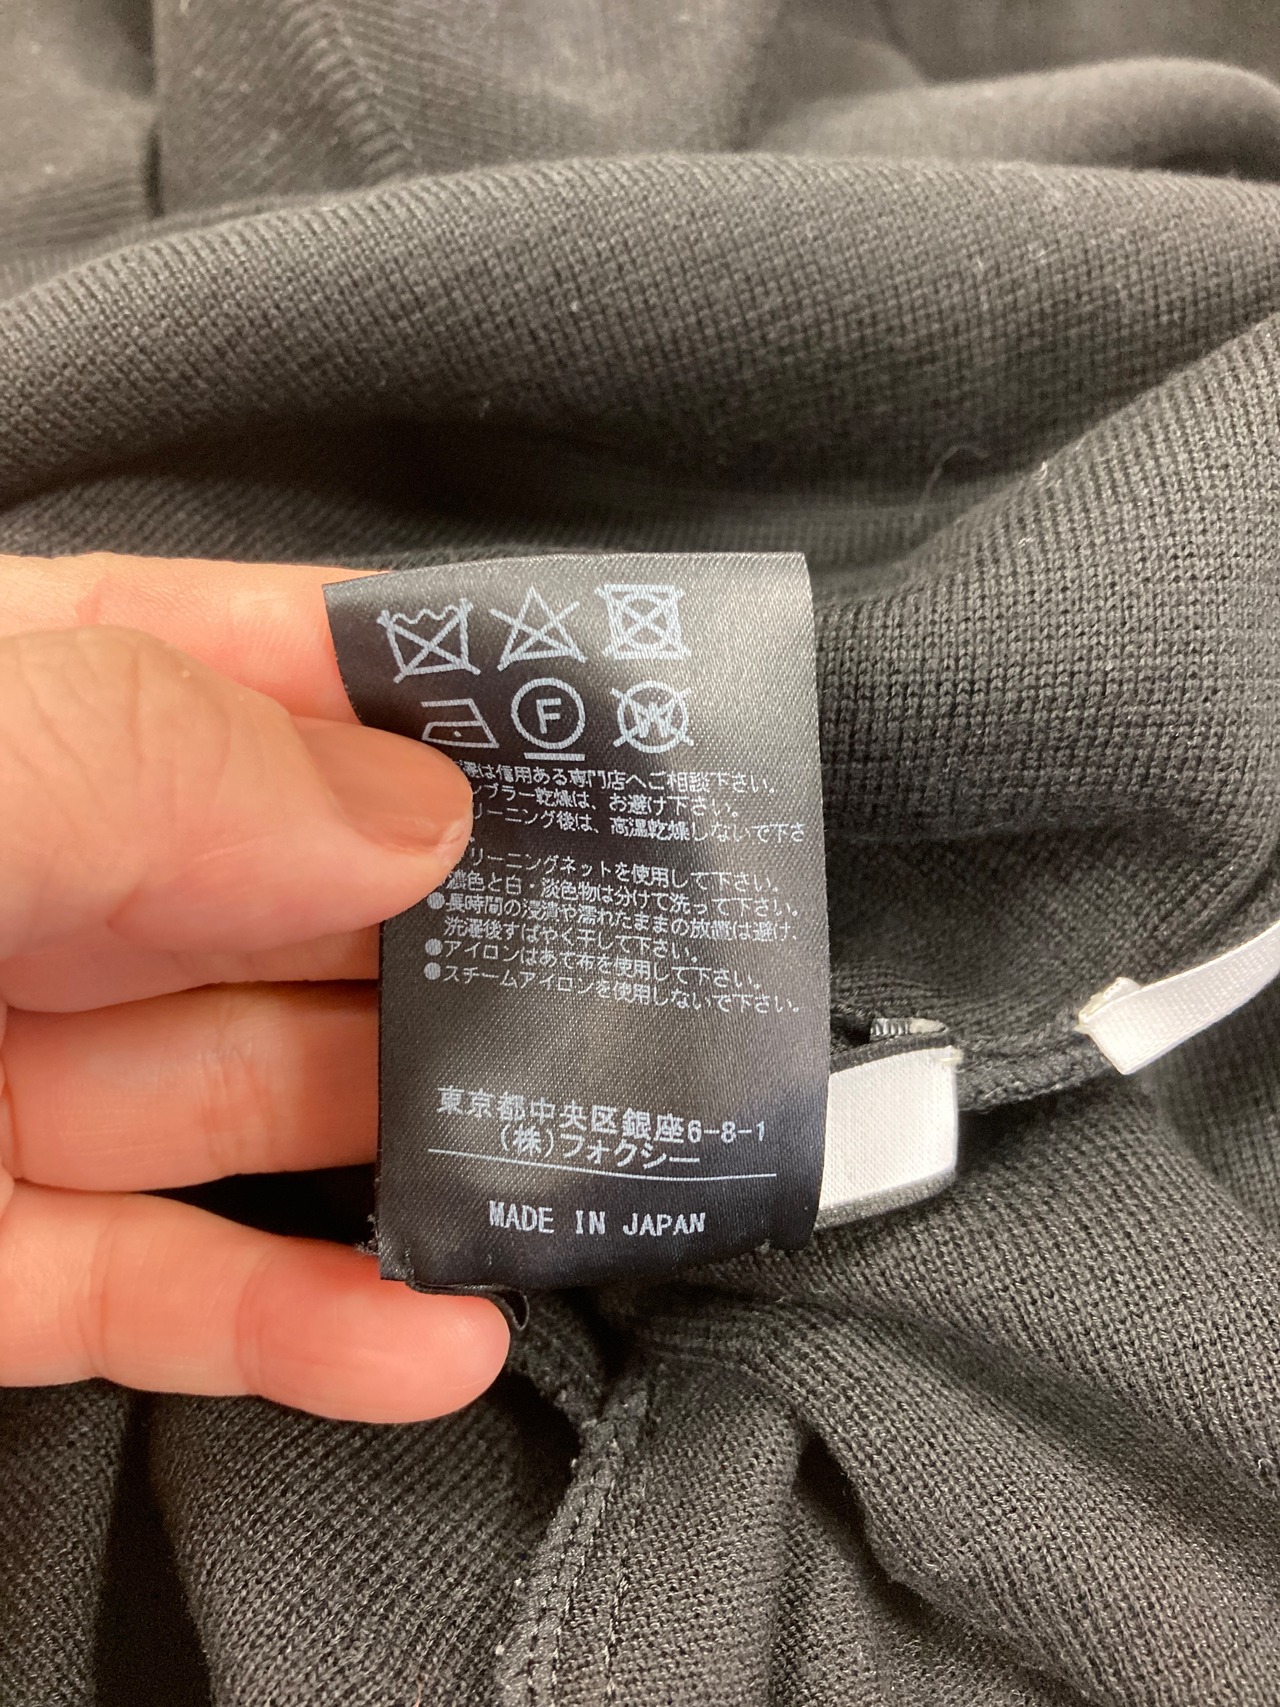 F
W
濯は信用ある専門店へご相談下さい。
ンブラー乾燥は、お避け下さい。
リーニング後は、高温乾燥しないで下さ
リーニングネットを使用して下さい。
濃色と白・淡色物は分けて洗って下さい。
●長時間の浸漬や濡れたままの放置は避け、
洗濯後すばやく干して下さい。
●アイロンはあて布を使用して下さい。
●スチームアイロンを使用しないで下さい。
東京都中央区銀座6-8-1
(株)フォクシー
MADE IN JAPAN